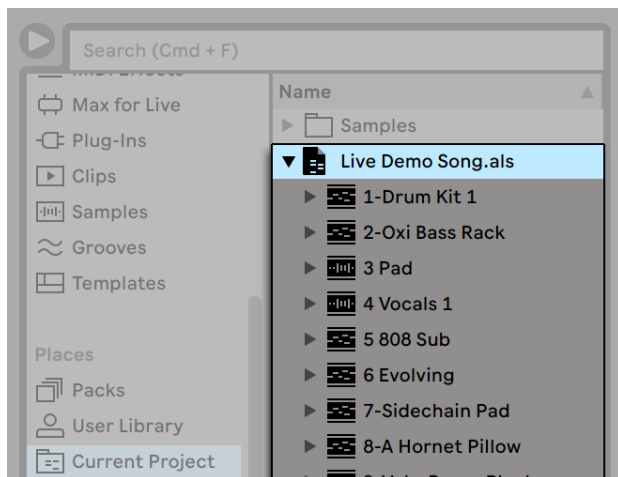 Search (Cmd + F)
Max for Live
Plug-Ins
Clips
Samples
Grooves
Templates
Places
Packs
User Library
Current Project
Name
Samples
Live Demo Song.als
1-Drum Kit 1
2-Oxi Bass Rack
3 Pad
4 Vocals 1
5 808 Sub
6 Evolving
7-Sidechain Pad
8-A Hornet Pillow